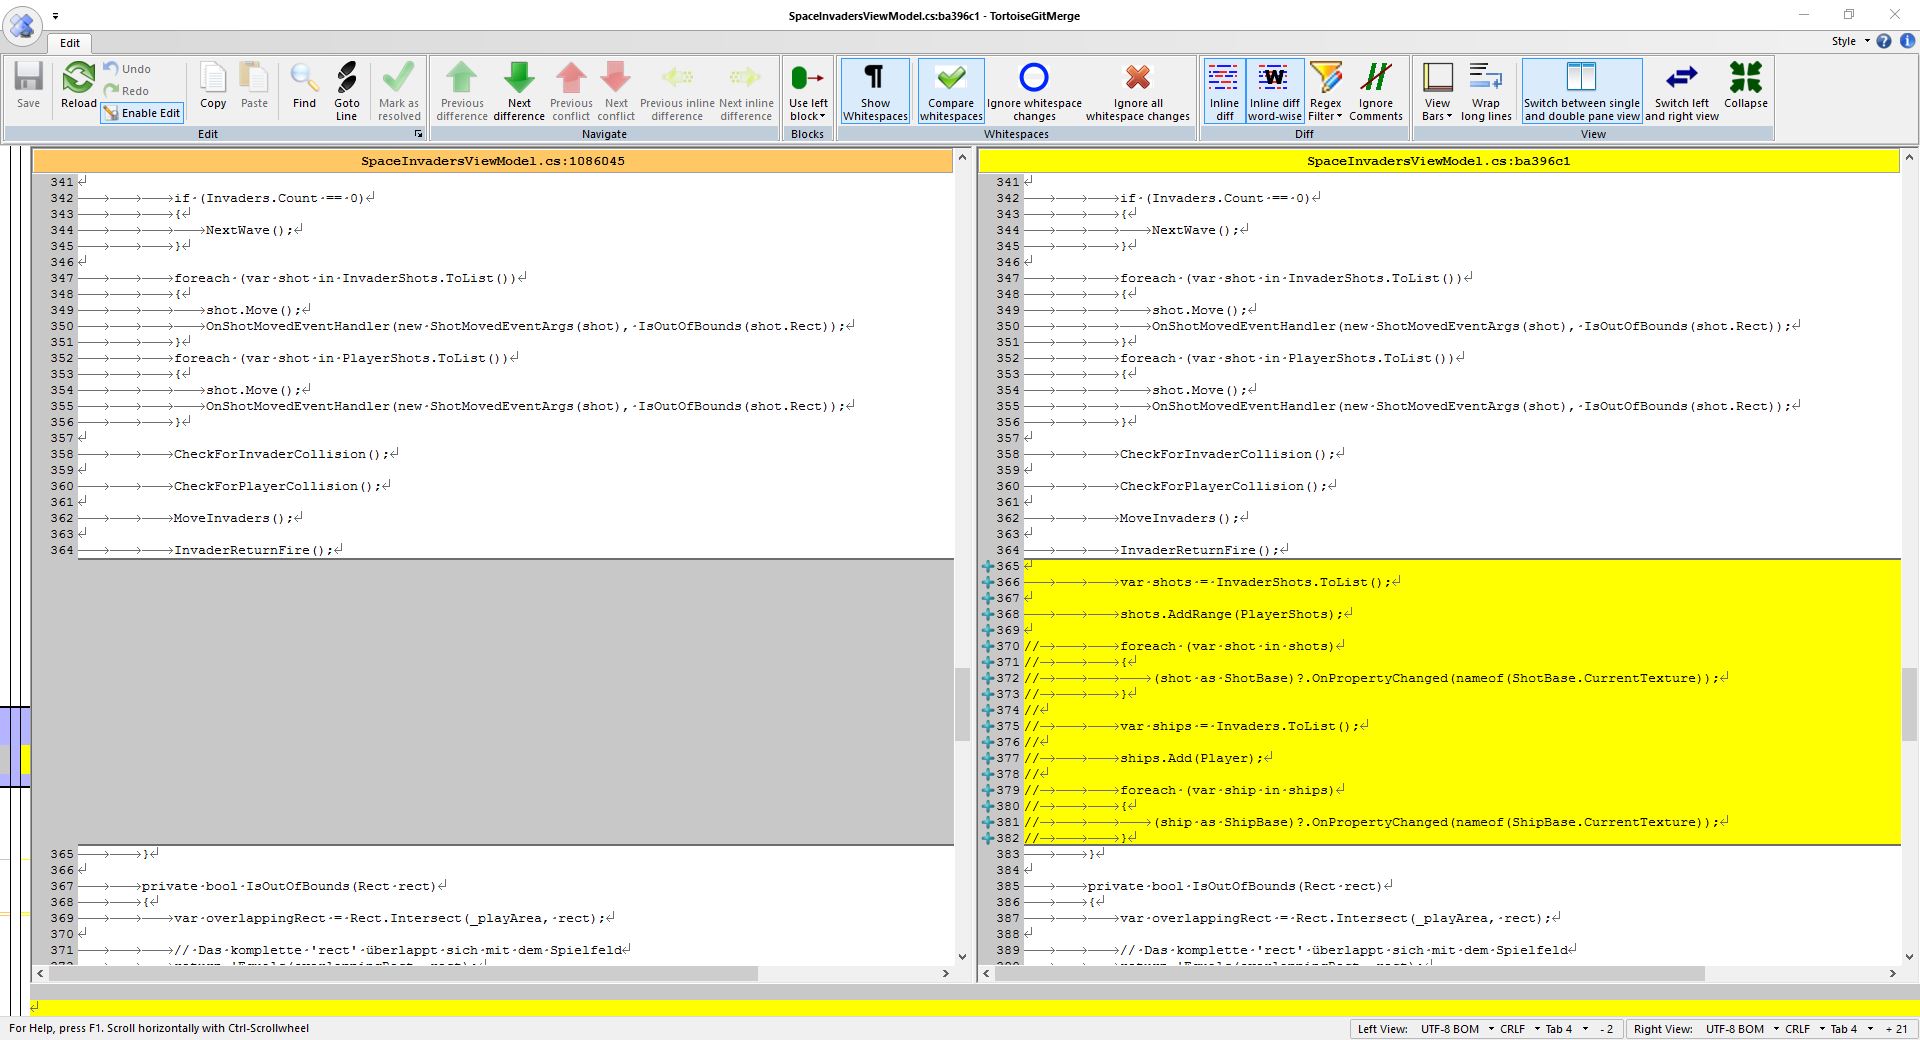 SpaceInvadersViewModel.cs:ba396c1 - TortoiseGitMerge
Edit
Style
Save
Reload
Undo
Redo
Enable Edit
Copy
Paste
Find
Goto Line
Mark as resolved
Previous difference
Next difference
Previous conflict
Next conflict
Previous inline difference
Next inline difference
Use left block
Show Whitespaces
Compare whitespaces
Ignore whitespace changes
Ignore all whitespace changes
Inline diff
Inline diff word-wise
Regex Filter
Ignore Comments
View Bars
Wrap long lines
Switch between single and double pane view
Switch left and right view
Collapse
Edit
Navigate
Blocks
Whitespaces
Diff
View
SpaceInvadersViewModel.cs:1086045
341
342 if (Invaders.Count == 0)
343 {
344 NextWave();
345 }
346
347 foreach (var shot in InvaderShots.ToList())
348 {
349 shot.Move();
350 OnShotMovedEventHandler(new ShotMovedEventArgs(shot), IsOutOfBounds(shot.Rect));
351 }
352 foreach (var shot in PlayerShots.ToList())
353 {
354 shot.Move();
355 OnShotMovedEventHandler(new ShotMovedEventArgs(shot), IsOutOfBounds(shot.Rect));
356 }
357
358 CheckForInvaderCollision();
359
360 CheckForPlayerCollision();
361
362 MoveInvaders();
363
364 InvaderReturnFire();
365 }
366
367 private bool IsOutOfBounds(Rect rect)
368 {
369 var overlappingRect = Rect.Intersect(_playArea, rect);
370
371 // Das komplette 'rect' überlappt sich mit dem Spielfeld
SpaceInvadersViewModel.cs:ba396c1
341
342 if (Invaders.Count == 0)
343 {
344 NextWave();
345 }
346
347 foreach (var shot in InvaderShots.ToList())
348 {
349 shot.Move();
350 OnShotMovedEventHandler(new ShotMovedEventArgs(shot), IsOutOfBounds(shot.Rect));
351 }
352 foreach (var shot in PlayerShots.ToList())
353 {
354 shot.Move();
355 OnShotMovedEventHandler(new ShotMovedEventArgs(shot), IsOutOfBounds(shot.Rect));
356 }
357
358 CheckForInvaderCollision();
359
360 CheckForPlayerCollision();
361
362 MoveInvaders();
363
364 InvaderReturnFire();
365
366 var shots = InvaderShots.ToList();
367
368 shots.AddRange(PlayerShots);
369
370 // foreach (var shot in shots)
371 // {
372 // (shot as ShotBase)?.OnPropertyChanged(nameof(ShotBase.CurrentTexture));
373 // }
374 //
375 // var ships = Invaders.ToList();
376 //
377 // ships.Add(Player);
378 //
379 // foreach (var ship in ships)
380 // {
381 // (ship as ShipBase)?.OnPropertyChanged(nameof(ShipBase.CurrentTexture));
382 // }
383 }
384
385 private bool IsOutOfBounds(Rect rect)
386 {
387 var overlappingRect = Rect.Intersect(_playArea, rect);
388
389 // Das komplette 'rect' überlappt sich mit dem Spielfeld
For Help, press F1. Scroll horizontally with Ctrl-Scrollwheel
Left View: UTF-8 BOM CRLF Tab 4 - 2
Right View: UTF-8 BOM CRLF Tab 4 + 21